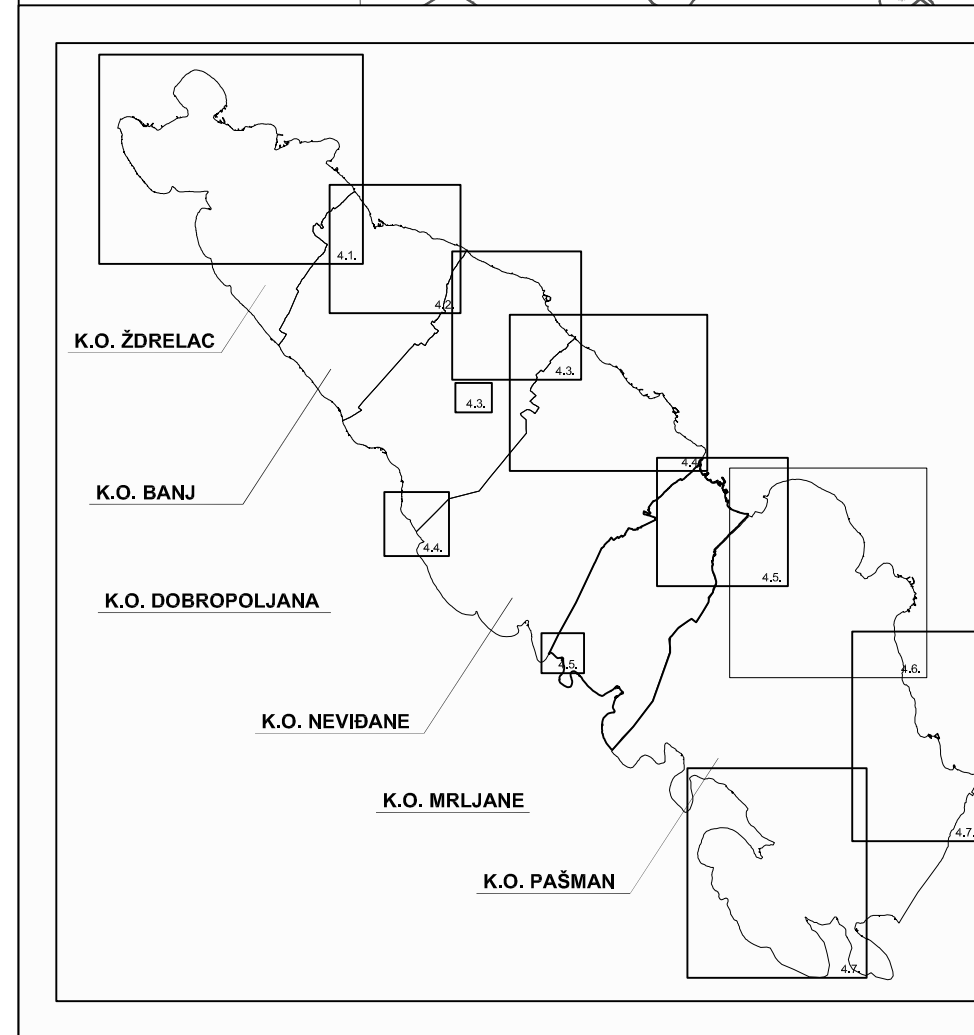 4.1.
4.2.
K.O. ŽDRELAC
4.3.
4.3.
4.4.
K.O. BANJ
4.4.
4.5.
K.O. DOBROPOLJANA
4.5.
4.6.
K.O. NEVIĐANE
K.O. MRLJANE
4.7.
K.O. PAŠMAN
4.7.